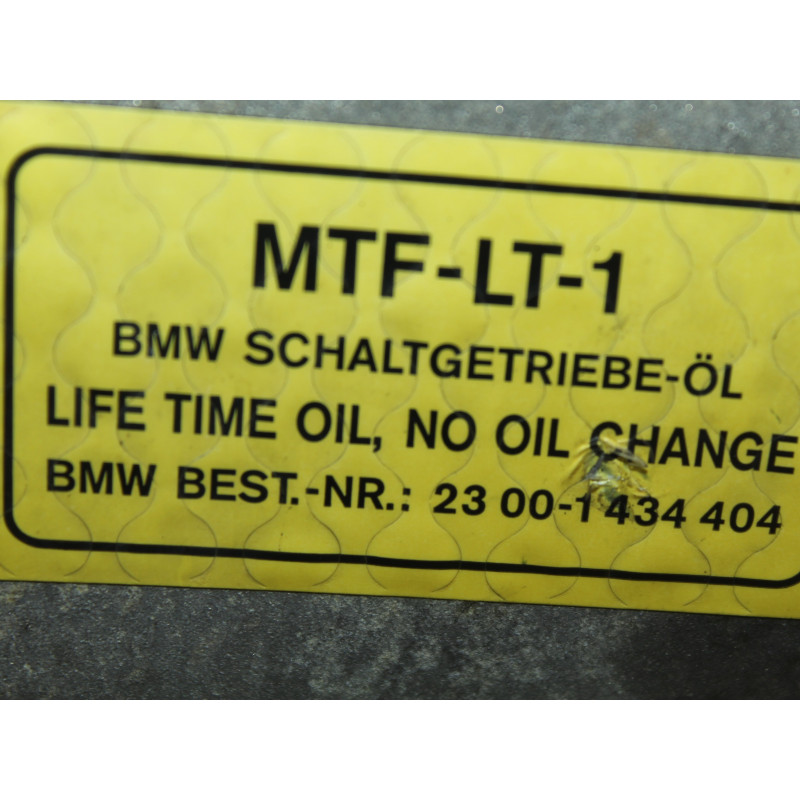 MTF-LT-1
BMW SCHALTGETRIEBE-ÖL
LIFE TIME OIL, NO OIL CHANGE
BMW BEST.-NR.: 23 00-1 434 404